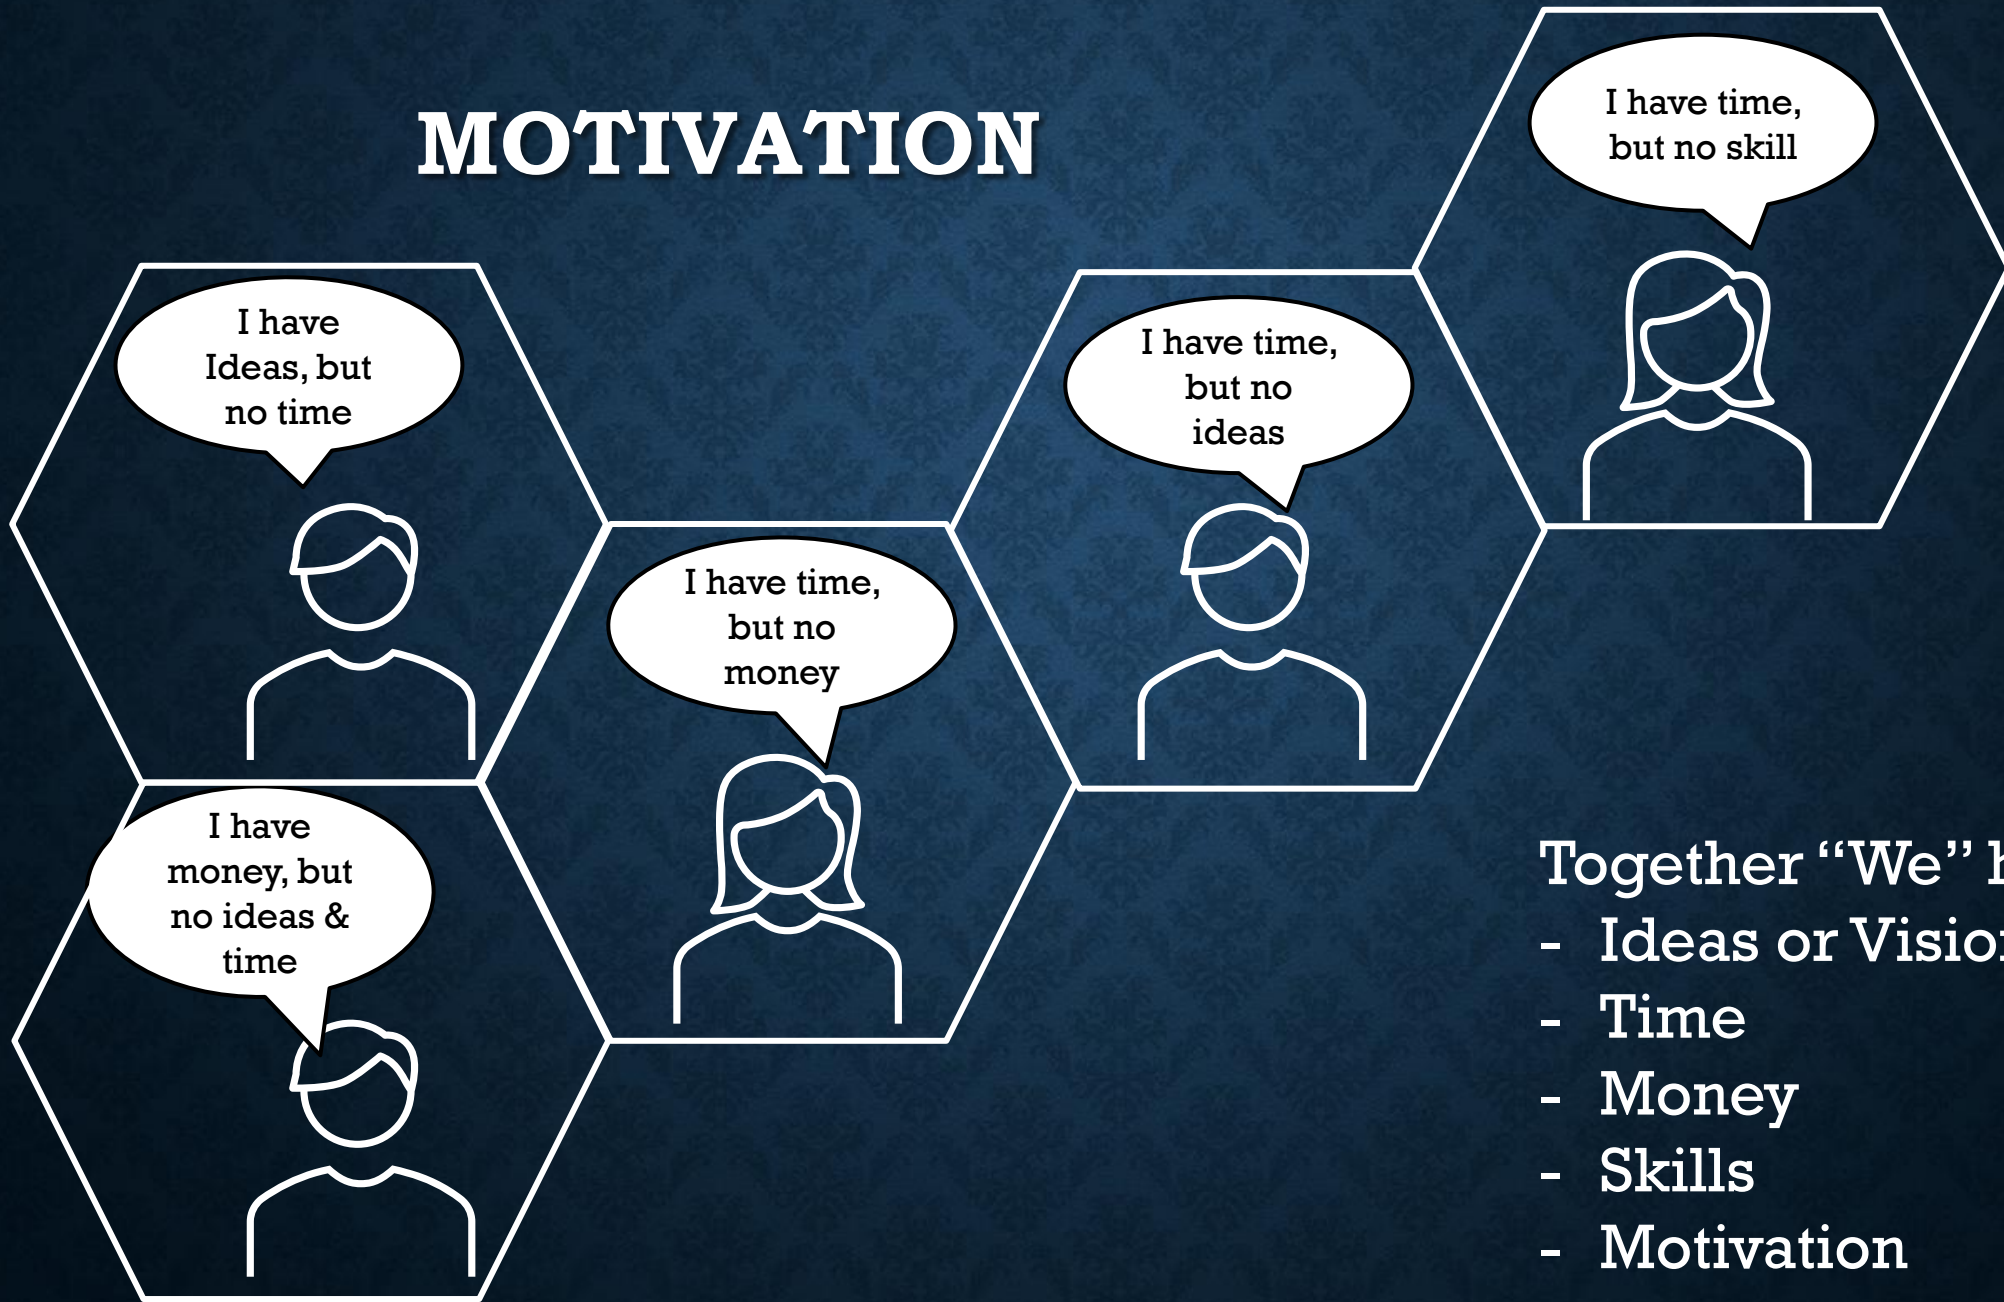 MOTIVATION
I have time,
but no skill
I have
Ideas, but
no time
I have time,
but no
ideas
I have time,
but no
money
I have
money, but
no ideas &
time
Together “We”
- Ideas or
- Time
- Money
- Skills
- Motivation